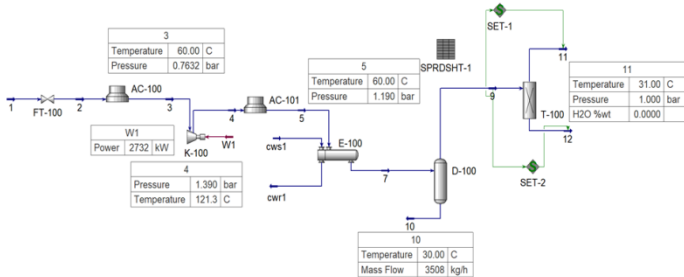 SET-1
3
Temperature 60.00 C
Pressure 0.7632 bar
5
Temperature 60.00 C
Pressure 1.190 bar
SPRDSHT-1
11
11
Temperature 31.00 C
Pressure 1.000 bar
H2O %wt 0.0000
AC-100
AC-101
1
FT-100
2
3
4
5
9
T-100
12
W1
Power 2732 kW
K-100
W1
cws1
E-100
7
D-100
SET-2
4
Pressure 1.390 bar
Temperature 121.3 C
cwr1
10
10
Temperature 30.00 C
Mass Flow 3508 kg/h